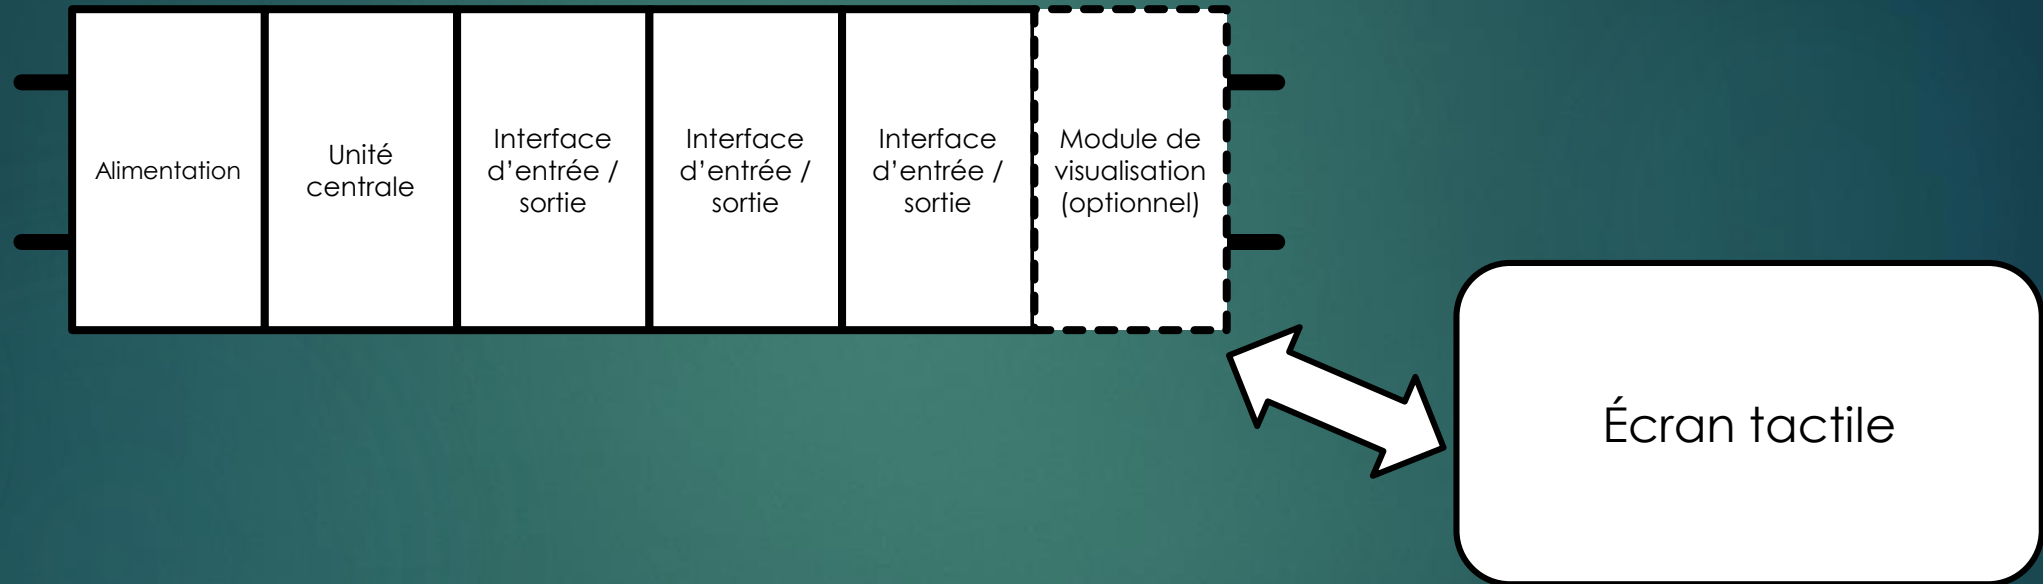 Alimentation
Unité
centrale
Interface
d’entrée /
sortie
Interface
d’entrée /
sortie
Interface
d’entrée /
sortie
Module de
visualisation
(optionnel)
Écran tactile